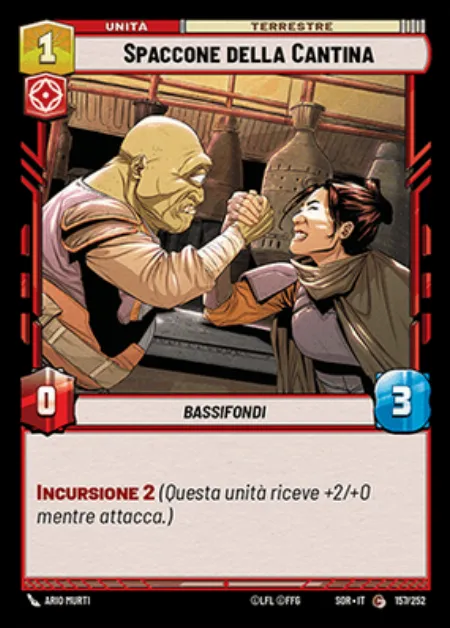 1
UNITÀ
TERRESTRE
SPACCONE DELLA CANTINA
0
BASSIFONDI
3
INCURSIONE 2 (Questa unità riceve +2/+0
mentre attacca.)
ARIO MURTI
©LFL ©FFG
SOR•IT
C
157/252